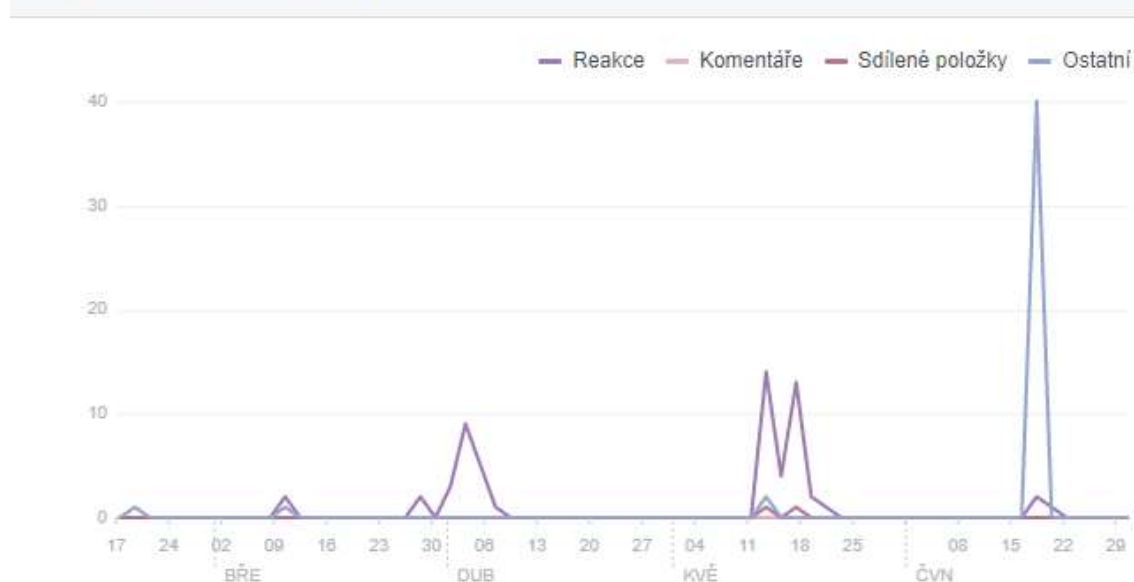 Reakce Komentáře Sdílené položky Ostatní
40
30
20
10
0
17 24 02 09 16 23 30 06 13 20 27 04 11 18 25 08 15 22 29
BŘE DUB KVĚ ČVN